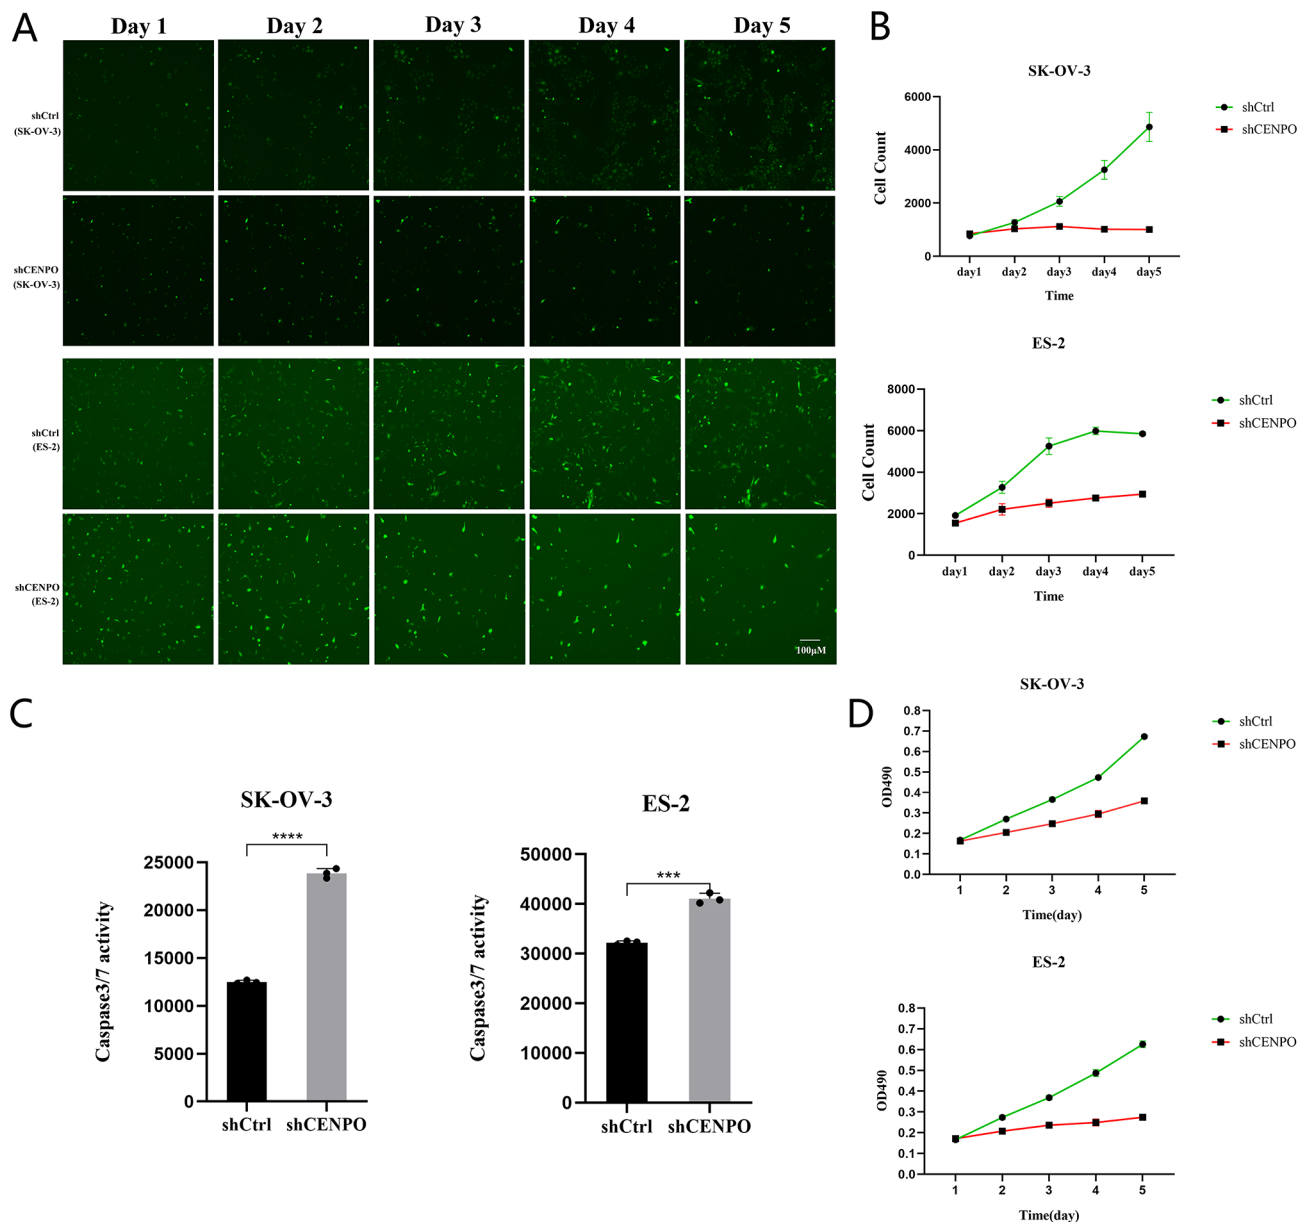 A
Day 1 Day 2 Day 3 Day 4 Day 5
shCtrl
(SK-OV-3)
shCENPO
(SK-OV-3)
shCtrl
(ES-2)
shCENPO
(ES-2)
100μM
B
SK-OV-3
6000
4000
2000
0
Cell Count
day1 day2 day3 day4 day5
Time
shCtrl
shCENPO
ES-2
8000
6000
4000
2000
0
Cell Count
day1 day2 day3 day4 day5
Time
shCtrl
shCENPO
C
SK-OV-3
****
25000
20000
15000
10000
5000
0
Caspase3/7 activity
shCtrl shCENPO
ES-2
***
50000
40000
30000
20000
10000
0
Caspase3/7 activity
shCtrl shCENPO
D
SK-OV-3
0.8
0.7
0.6
0.5
0.4
0.3
0.2
0.1
0.0
OD490
1 2 3 4 5
Time(day)
shCtrl
shCENPO
ES-2
0.8
0.7
0.6
0.5
0.4
0.3
0.2
0.1
0.0
OD490
1 2 3 4 5
Time(day)
shCtrl
shCENPO